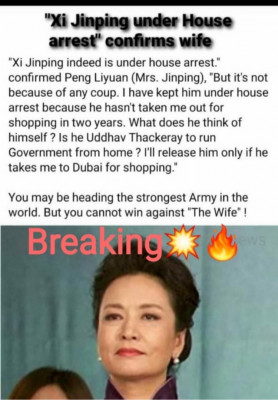 "Xi Jinping under House
arrest" confirms wife
"Xi Jinping indeed is under house arrest."
confirmed Peng Liyuan (Mrs. Jinping), "But it's not
because of any coup. I have kept him under house
arrest because he hasn't taken me out for
shopping in two years. What does he think of
himself ? Is he Uddhav Thackeray to run
Government from home ? I'll release him only if he
takes me to Dubai for shopping."
You may be heading the strongest Army in the
world. But you cannot win against "The Wife" !
Breaking💥🔥
NEWS